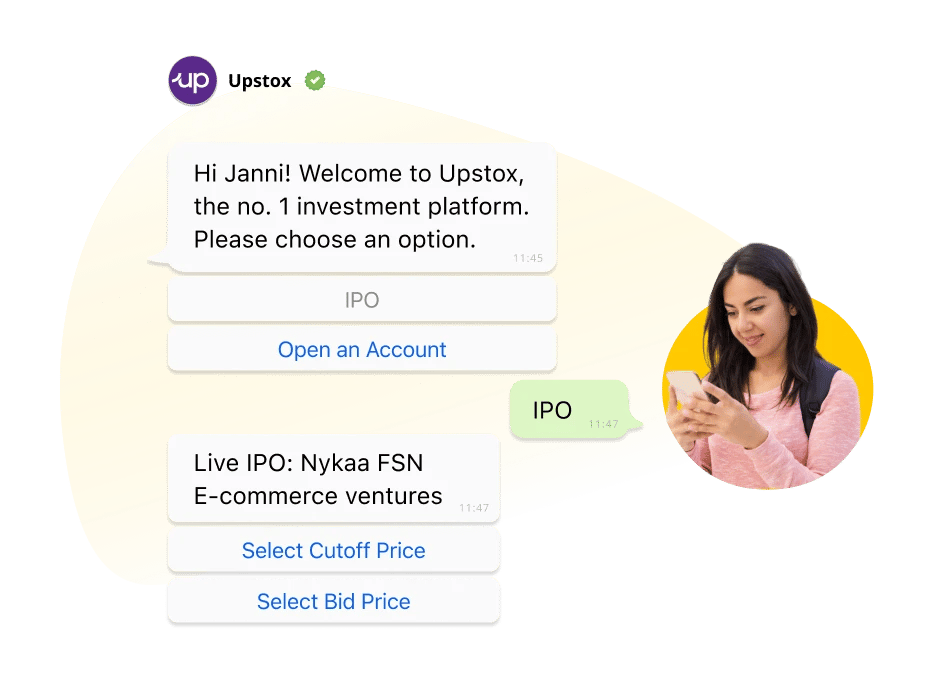 up Upstox
Hi Janni! Welcome to Upstox,
the no. 1 investment platform.
Please choose an option.
11:45
IPO
Open an Account
IPO
11:47
Live IPO: Nykaa FSN
E-commerce ventures
11:47
Select Cutoff Price
Select Bid Price